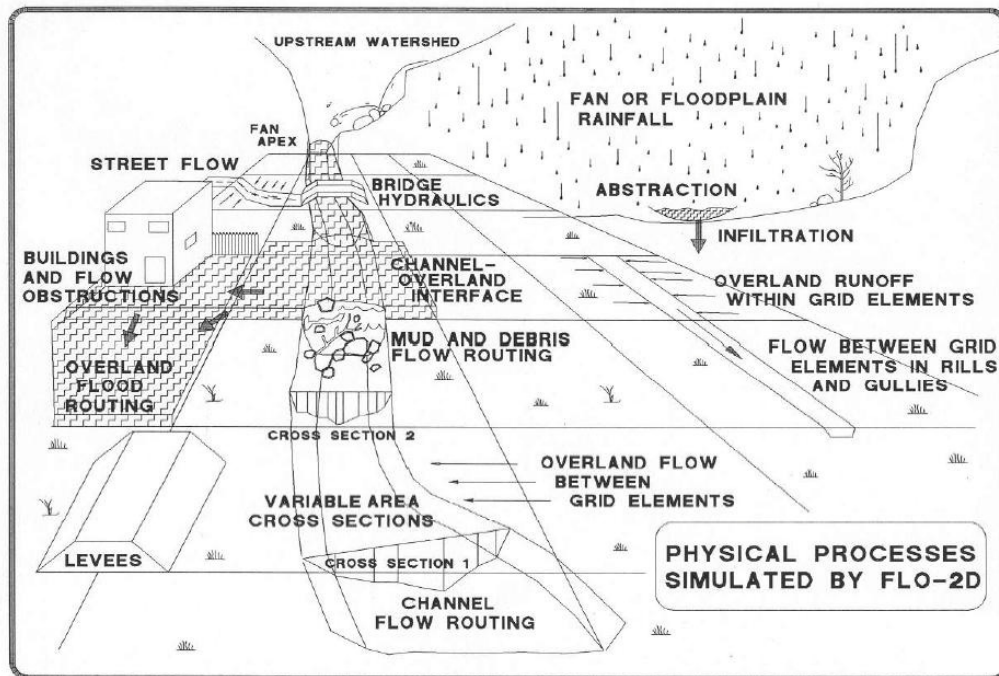 UPSTREAM WATERSHED
FAN OR FLOODPLAIN
RAINFALL
FAN
APEX
STREET FLOW
BRIDGE
HYDRAULICS
ABSTRACTION
INFILTRATION
BUILDINGS
AND FLOW
OBSTRUCTIONS
CHANNEL-
OVERLAND
INTERFACE
OVERLAND RUNOFF
WITHIN GRID ELEMENTS
MUD AND DEBRIS
FLOW ROUTING
FLOW BETWEEN GRID
ELEMENTS IN RILLS
AND GULLIES
OVERLAND
FLOOD
ROUTING
CROSS SECTION 2
OVERLAND FLOW
BETWEEN
GRID ELEMENTS
VARIABLE AREA
CROSS SECTIONS
LEVEES
CROSS SECTION 1
CHANNEL
FLOW ROUTING
PHYSICAL PROCESSES
SIMULATED BY FLO-2D